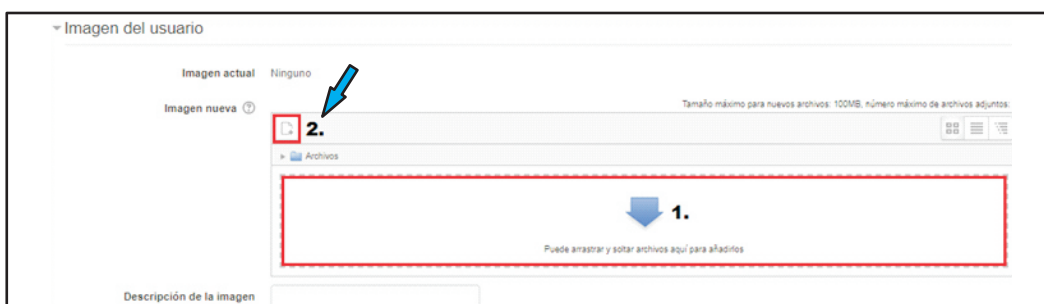 Imagen del usuario
Imagen actual Ninguno
Imagen nueva
Tamaño máximo para nuevos archivos: 100MB, número máximo de archivos adjuntos:
2.
Archivos
1.
Puede arrastrar y soltar archivos aquí para añadirlos
Descripción de la imagen